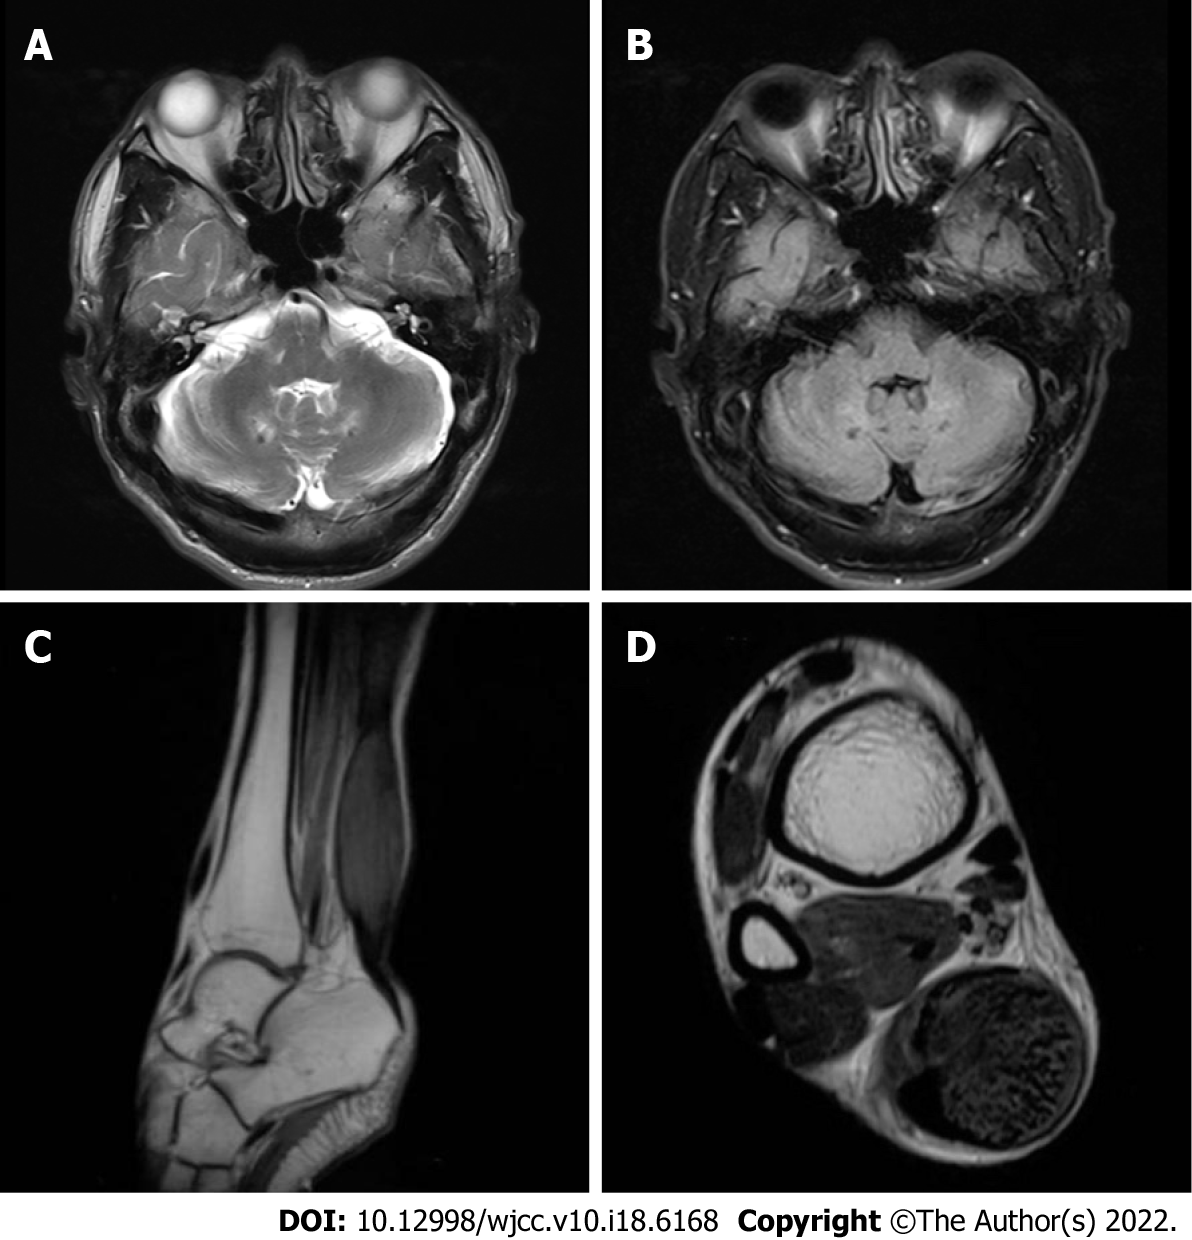 A
B
C
D
DOI: 10.12998/wjcc.v10.i18.6168 Copyright ©The Author(s) 2022.